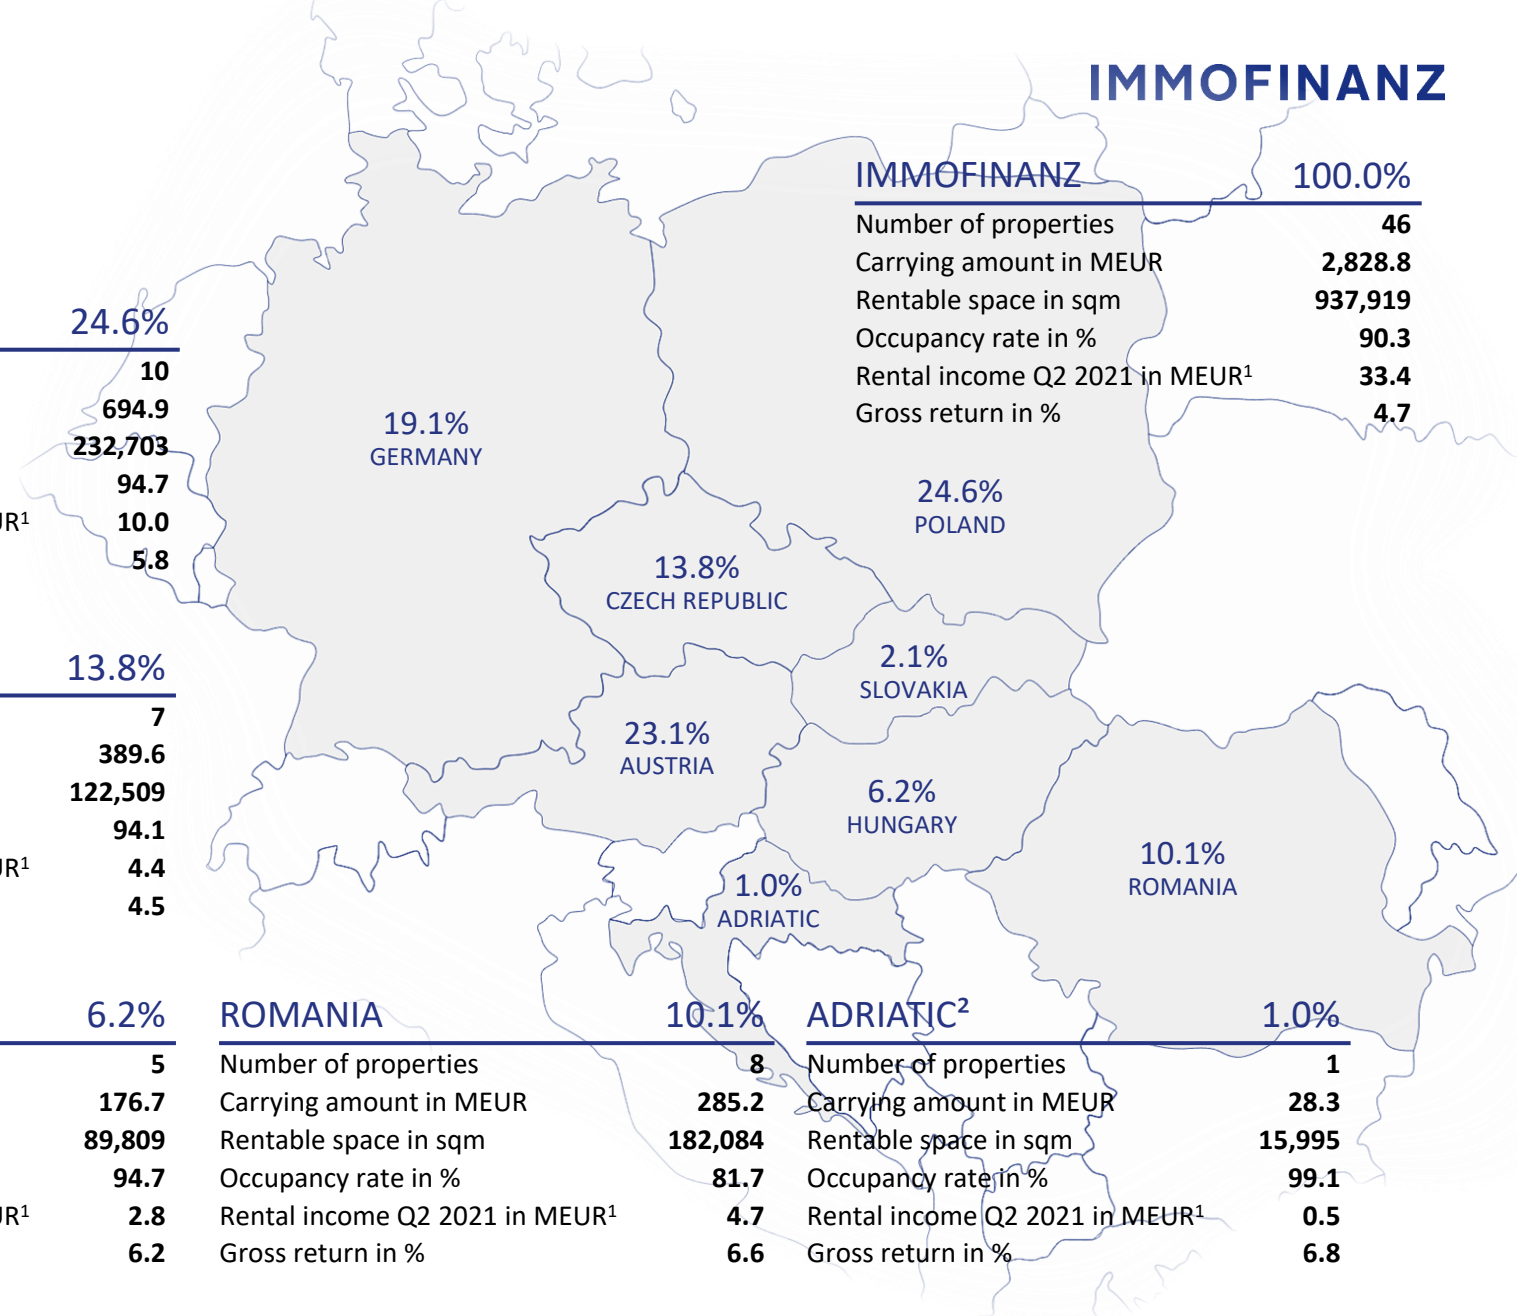 IMMOFINANZ
IMMOFINANZ 100.0%
Number of properties 46
Carrying amount in MEUR 2,828.8
Rentable space in sqm 937,919
Occupancy rate in % 90.3
Rental income Q2 2021 in MEUR¹ 33.4
Gross return in % 4.7
24.6%
10
694.9
232,703
94.7
UR¹ 10.0
5.8
19.1%
GERMANY
24.6%
POLAND
13.8%
CZECH REPUBLIC
2.1%
SLOVAKIA
23.1%
AUSTRIA
6.2%
HUNGARY
10.1%
ROMANIA
1.0%
ADRIATIC
13.8%
7
389.6
122,509
94.1
UR¹ 4.4
4.5
6.2%
5
176.7
89,809
94.7
UR¹ 2.8
6.2
ROMANIA 10.1%
Number of properties 8
Carrying amount in MEUR 285.2
Rentable space in sqm 182,084
Occupancy rate in % 81.7
Rental income Q2 2021 in MEUR¹ 4.7
Gross return in % 6.6
ADRIATIC² 1.0%
Number of properties 1
Carrying amount in MEUR 28.3
Rentable space in sqm 15,995
Occupancy rate in % 99.1
Rental income Q2 2021 in MEUR¹ 0.5
Gross return in % 6.8